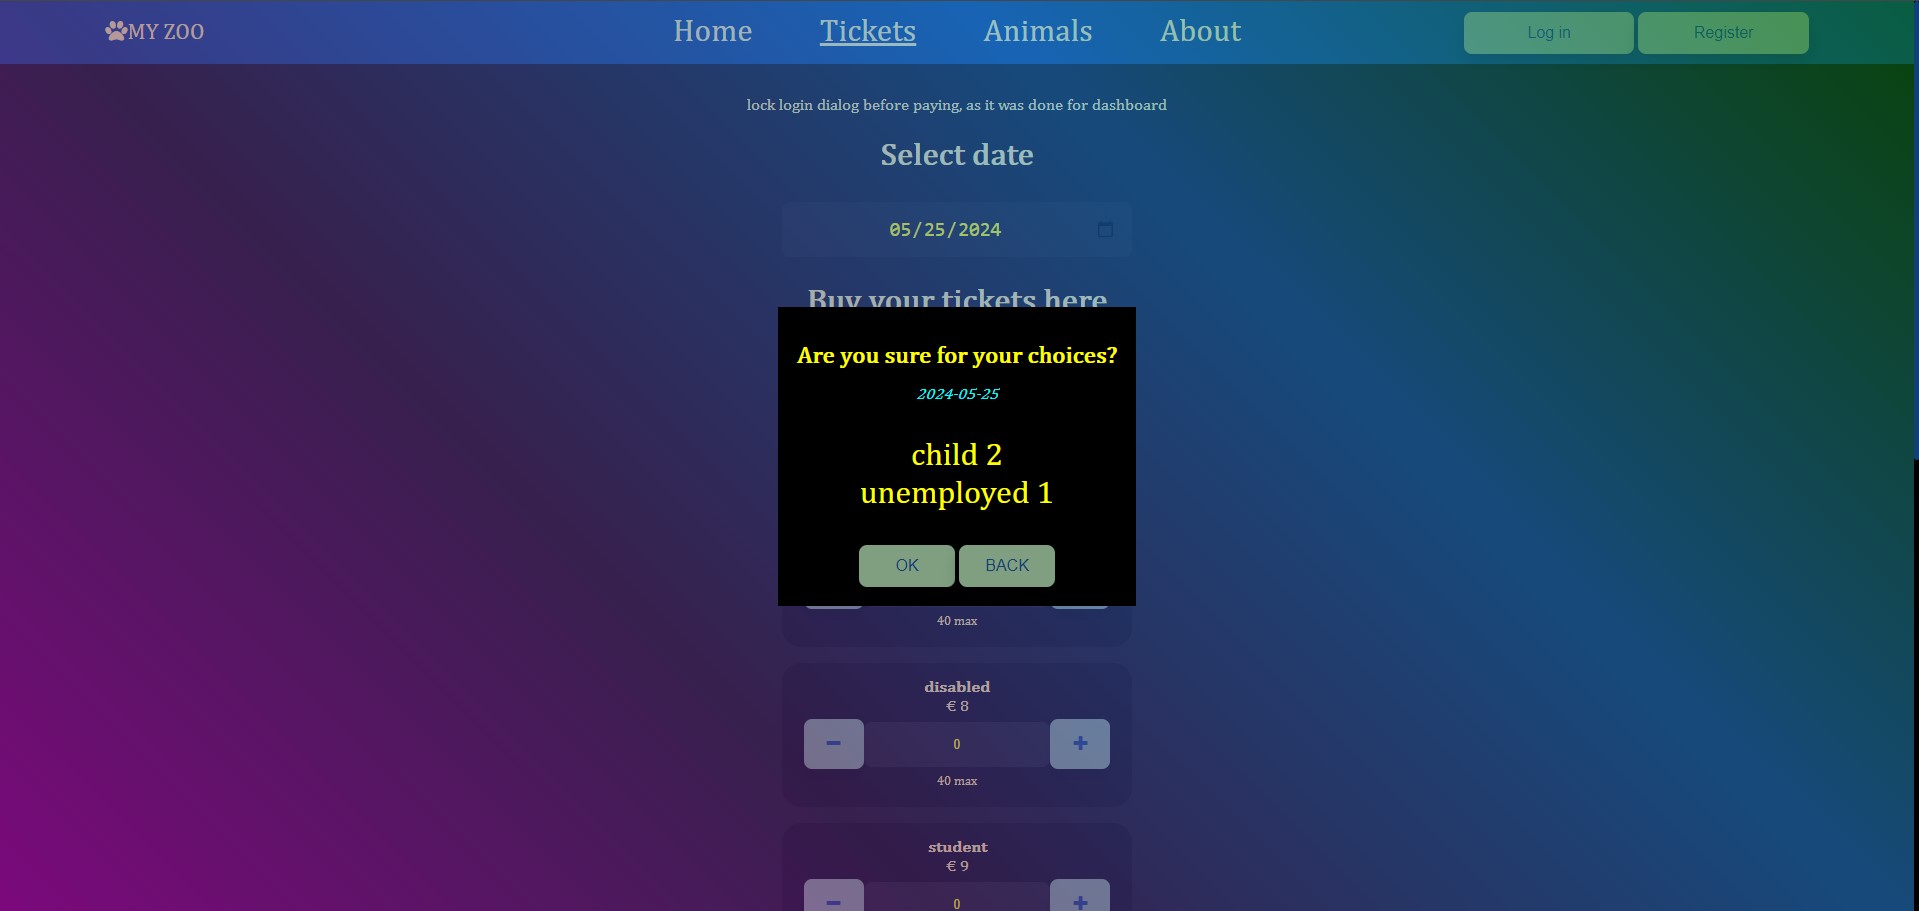 MY ZOO
Home
Tickets
Animals
About
Log in
Register
lock login dialog before paying, as it was done for dashboard
Select date
05/25/2024
Buy your tickets here
Are you sure for your choices?
2024-05-25
child 2
unemployed 1
OK
BACK
40 max
disabled
€ 8
−
0
+
40 max
student
€ 9
−
0
+